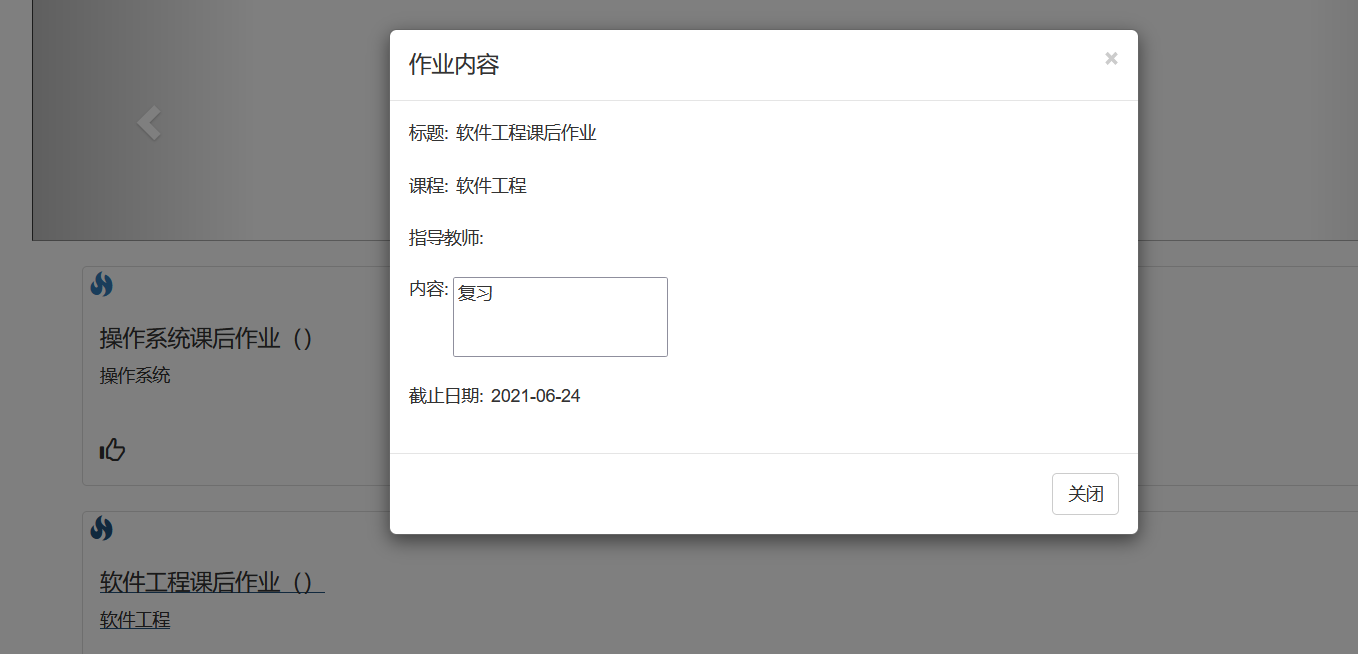 作业内容
×
标题: 软件工程课后作业
课程: 软件工程
指导教师:
内容: 复习
截止日期: 2021-06-24
关闭
操作系统课后作业（）
操作系统
软件工程课后作业（）
软件工程